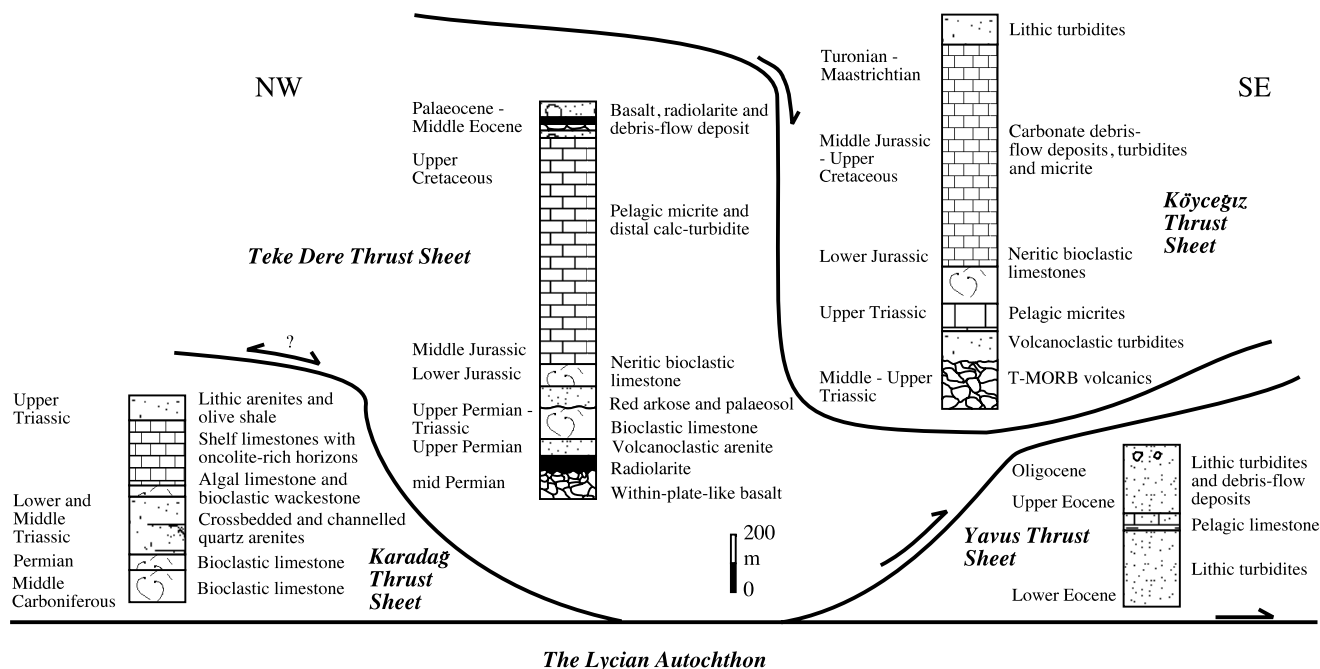 NW
SE
Teke Dere Thrust Sheet
Palaeocene -
Middle Eocene
Upper
Cretaceous
Middle Jurassic
Lower Jurassic
Upper Permian -
Triassic
Upper Permian
mid Permian
Basalt, radiolarite and
debris-flow deposit
Pelagic micrite and
distal calc-turbidite
Neritic bioclastic
limestone
Red arkose and palaeosol
Bioclastic limestone
Volcanoclastic arenite
Radiolarite
Within-plate-like basalt
Turonian -
Maastrichtian
Middle Jurassic
- Upper
Cretaceous
Lower Jurassic
Upper Triassic
Middle - Upper
Triassic
Lithic turbidites
Carbonate debris-
flow deposits, turbidites
and micrite
Neritic bioclastic
limestones
Pelagic micrites
Volcanoclastic turbidites
T-MORB volcanics
Köyceğız
Thrust
Sheet
?
Upper
Triassic
Lower and
Middle
Triassic
Permian
Middle
Carboniferous
Lithic arenites and
olive shale
Shelf limestones with
oncolite-rich horizons
Algal limestone and
bioclastic wackestone
Crossbedded and channelled
quartz arenites
Bioclastic limestone
Bioclastic limestone
Karadağ
Thrust
Sheet
200
m
0
Oligocene
Upper Eocene
Yavus Thrust
Sheet
Lower Eocene
Lithic turbidites
and debris-flow
deposits
Pelagic limestone
Lithic turbidites
The Lycian Autochthon